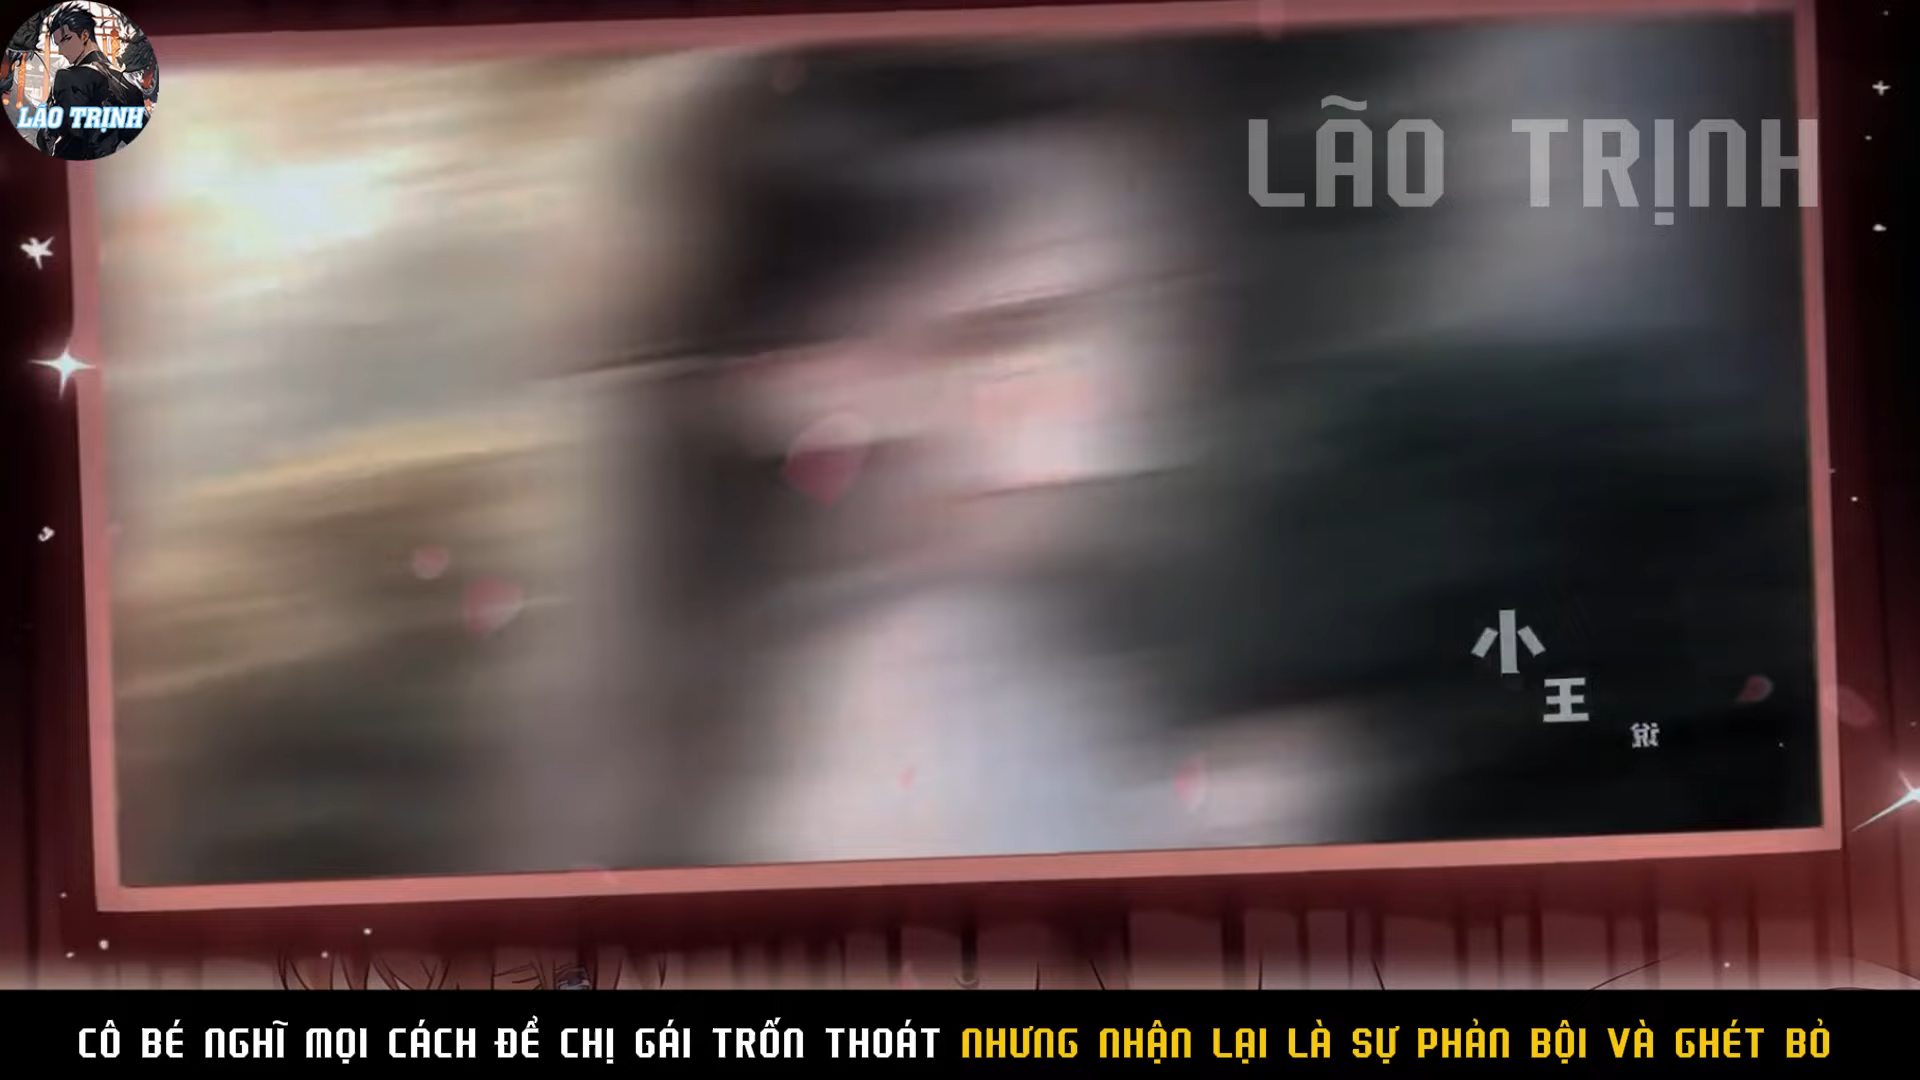 LÃO TRỊNH
LÃO TRỊNH
小
王
CÔ BÉ NGHĨ MỌI CÁCH ĐỂ CHỊ GÁI TRỐN THOÁT NHƯNG NHẬN LẠI LÀ SỰ PHẢN BỘI VÀ GHÉT BỎ